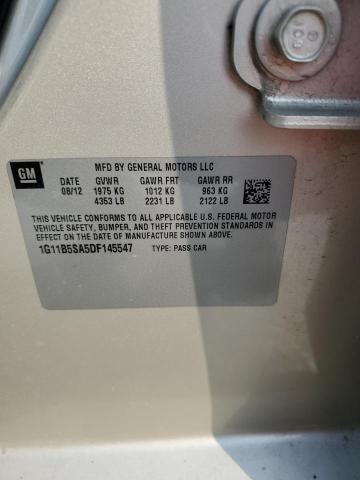 GM
MFD BY GENERAL MOTORS LLC
DATE GVWR GAWR FRT GAWR RR
08/12 1975 KG 1012 KG 963 KG
4353 LB 2231 LB 2122 LB
THIS VEHICLE CONFORMS TO ALL APPLICABLE U.S. FEDERAL MOTOR
VEHICLE SAFETY, BUMPER, AND THEFT PREVENTION STANDARDS IN
EFFECT ON THE DATE OF MANUFACTURE SHOWN ABOVE.
1G11B5SA5DF145547 TYPE: PASS CAR